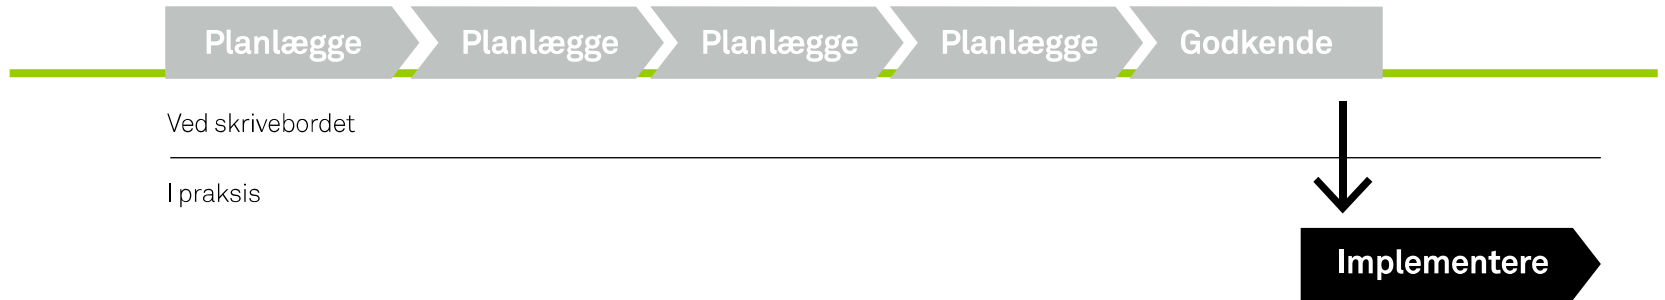 Planlægge Planlægge Planlægge Planlægge Godkende
Ved skrivebordet
I praksis
Implementere